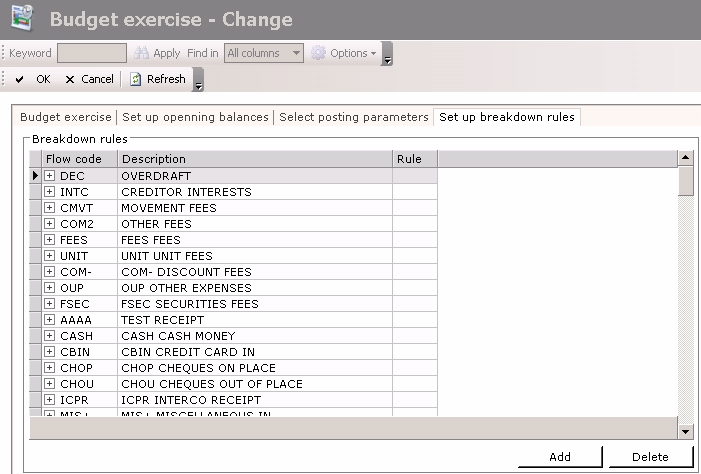 Budget exercise - Change
Keyword Apply Find in All columns Options
OK Cancel Refresh
Budget exercise Set up openning balances Select posting parameters Set up breakdown rules
Breakdown rules
Flow code Description Rule
DEC OVERDRAFT
INTC CREDITOR INTERESTS
CMVT MOVEMENT FEES
COM2 OTHER FEES
FEES FEES FEES
UNIT UNIT UNIT FEES
COM- COM- DISCOUNT FEES
OUP OUP OTHER EXPENSES
FSEC FSEC SECURITIES FEES
AAAA TEST RECEIPT
CASH CASH CASH MONEY
CBIN CBIN CREDIT CARD IN
CHOP CHOP CHEQUES ON PLACE
CHOU CHOU CHEQUES OUT OF PLACE
ICPR ICPR INTERCO RECEIPT
MIS+ MIS+ MISCELLANEOUS IN
Add Delete